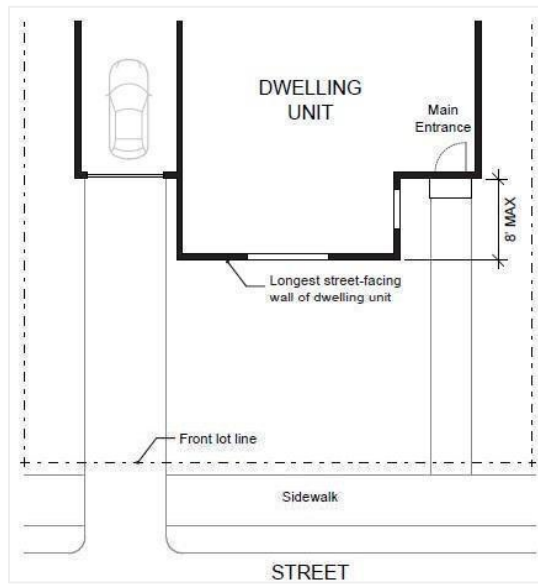 DWELLING
UNIT
Main
Entrance
8' MAX
Longest street-facing
wall of dwelling unit
Front lot line
Sidewalk
STREET